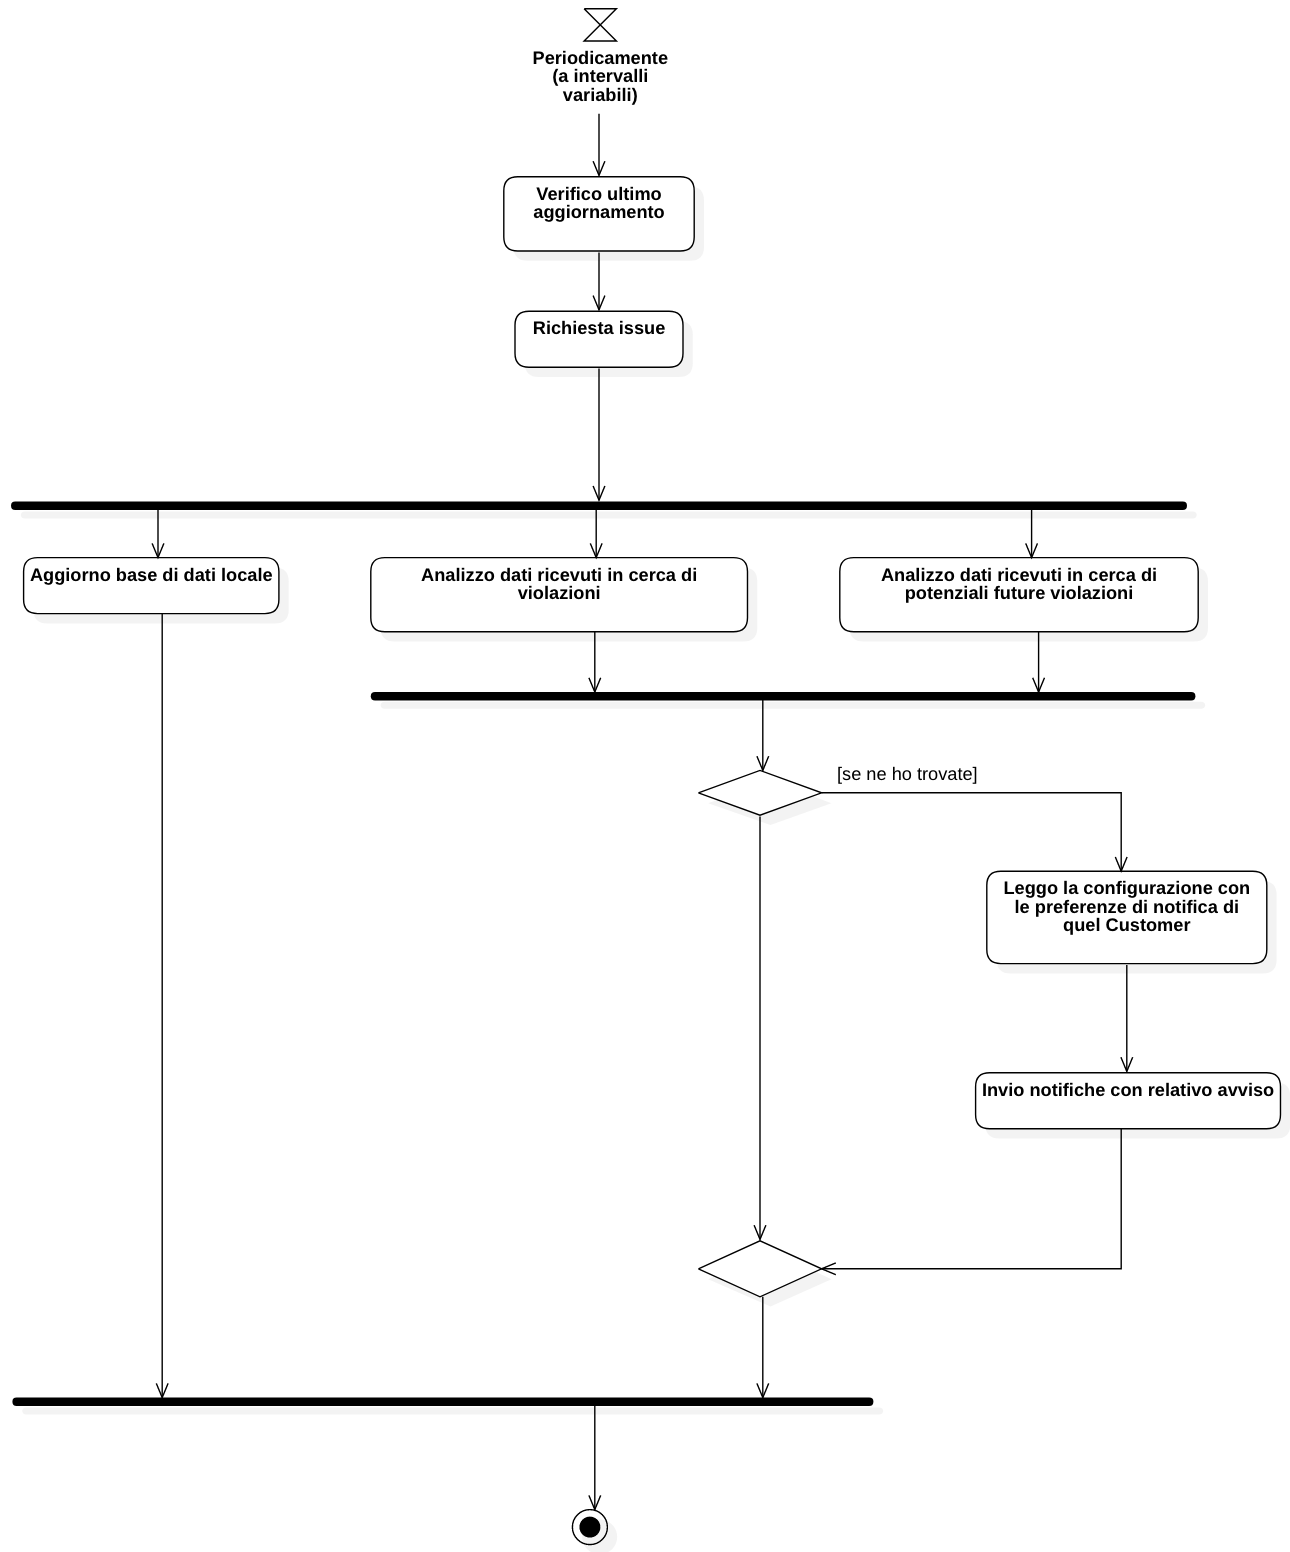 Periodicamente
(a intervalli
variabili)
Verifico ultimo
aggiornamento
Richiesta issue
Aggiorno base di dati locale
Analizzo dati ricevuti in cerca di
violazioni
Analizzo dati ricevuti in cerca di
potenziali future violazioni
[se ne ho trovate]
Leggo la configurazione con
le preferenze di notifica di
quel Customer
Invio notifiche con relativo avviso